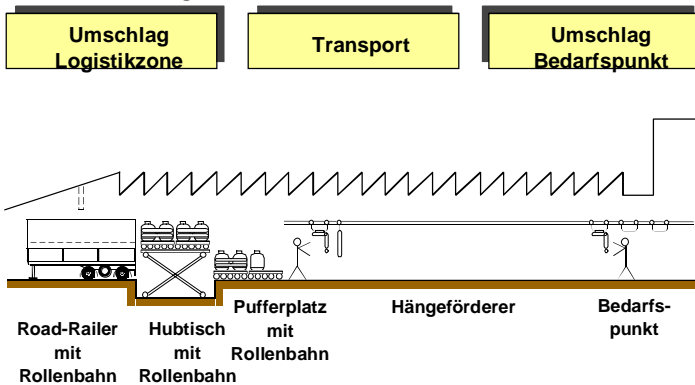 Umschlag
Logistikzone
Transport
Umschlag
Bedarfspunkt
Road-Railer
mit
Rollenbahn
Hubtisch
mit
Rollenbahn
Pufferplatz
mit
Rollenbahn
Hängeförderer
Bedarfs-
punkt